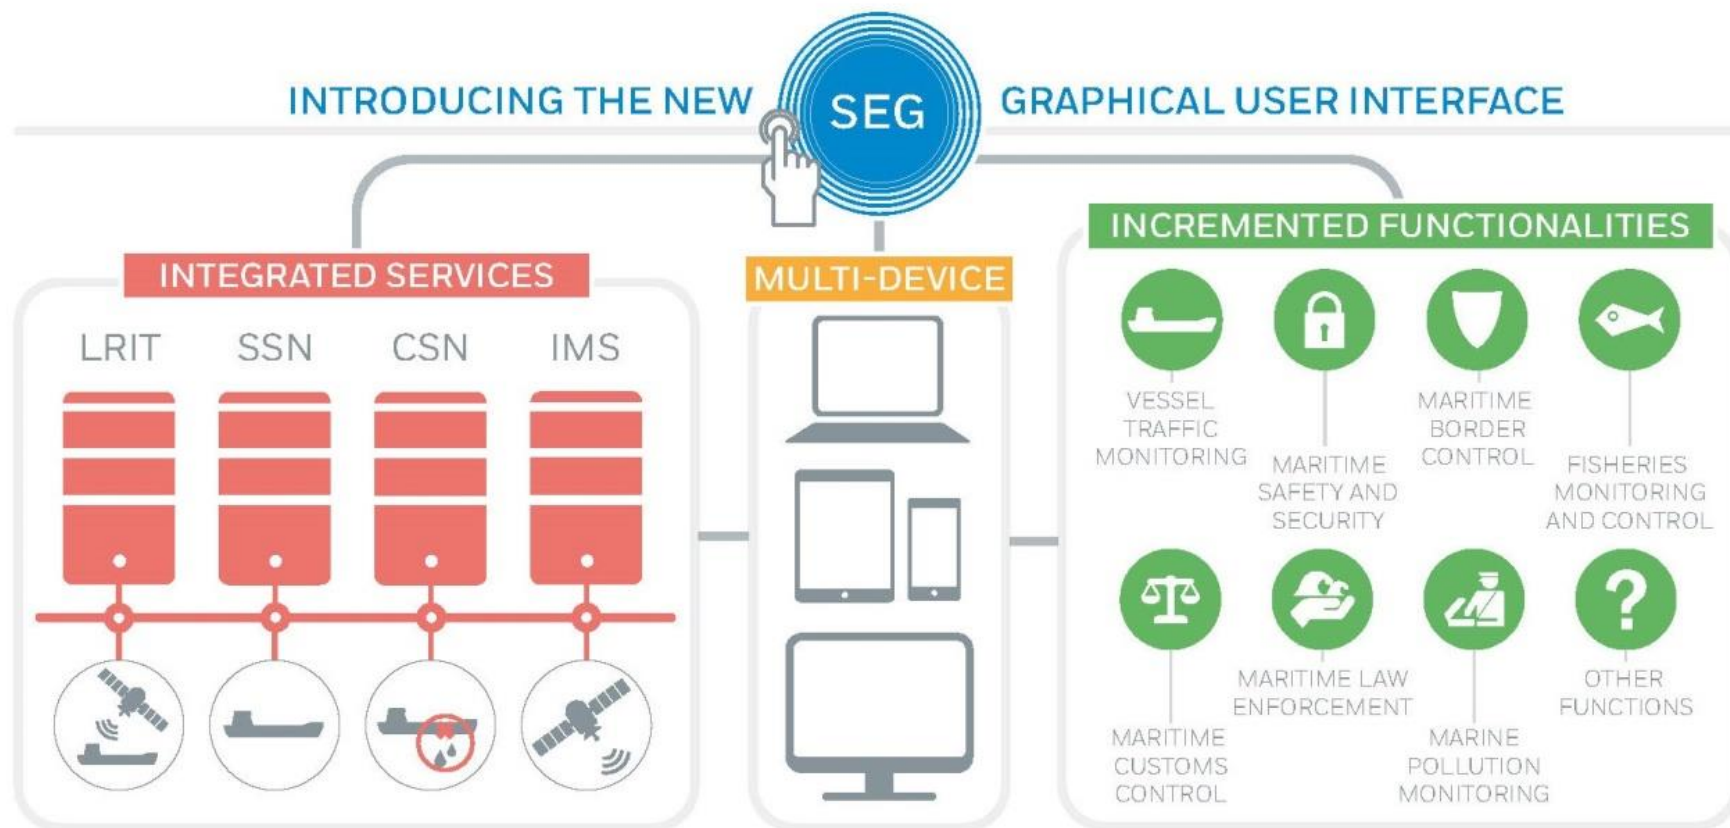 INTRODUCING THE NEW
SEG
GRAPHICAL USER INTERFACE
INTEGRATED SERVICES
LRIT
SSN
CSN
IMS
MULTI-DEVICE
INCREMENTED FUNCTIONALITIES
VESSEL
TRAFFIC
MONITORING
MARITIME
SAFETY AND
SECURITY
MARITIME
BORDER
CONTROL
FISHERIES
MONITORING
AND CONTROL
MARITIME
CUSTOMS
CONTROL
MARITIME LAW
ENFORCEMENT
MARINE
POLLUTION
MONITORING
OTHER
FUNCTIONS